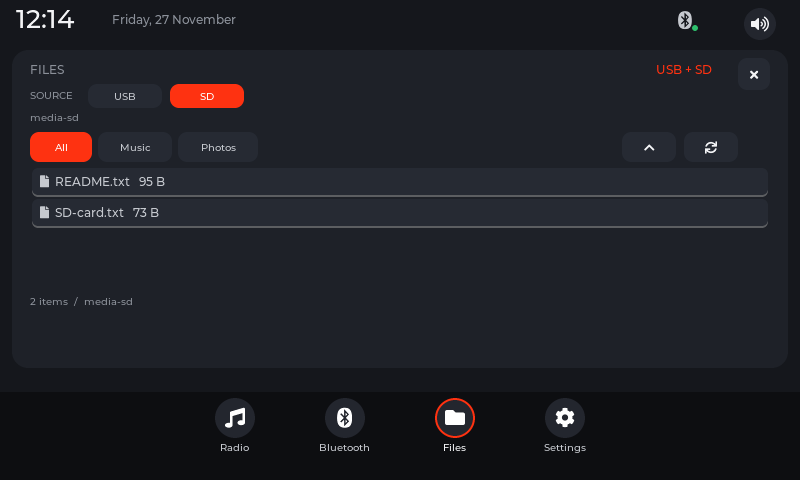 12:14 Friday, 27 November
FILES USB + SD
SOURCE USB SD
media-sd
All Music Photos
README.txt 95 B
SD-card.txt 73 B
2 items / media-sd
Radio Bluetooth Files Settings